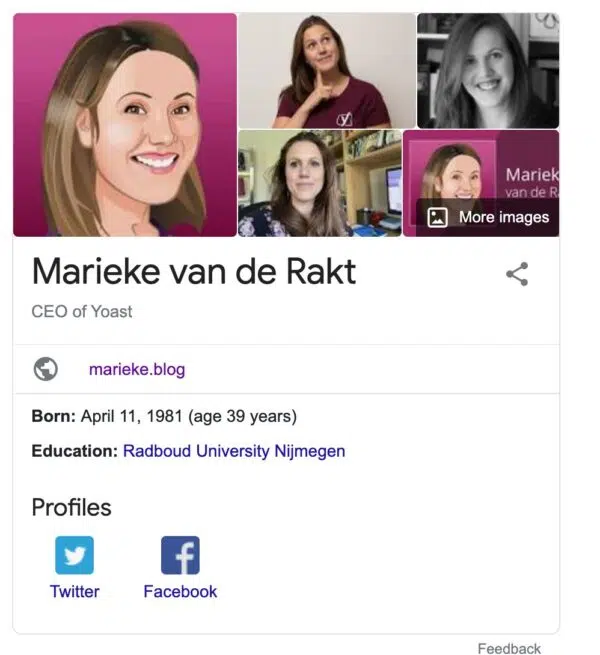 Mariek
van de Ra
More images
Marieke van de Rakt
CEO of Yoast
marieke.blog
Born: April 11, 1981 (age 39 years)
Education: Radboud University Nijmegen
Profiles
Twitter Facebook
Feedback